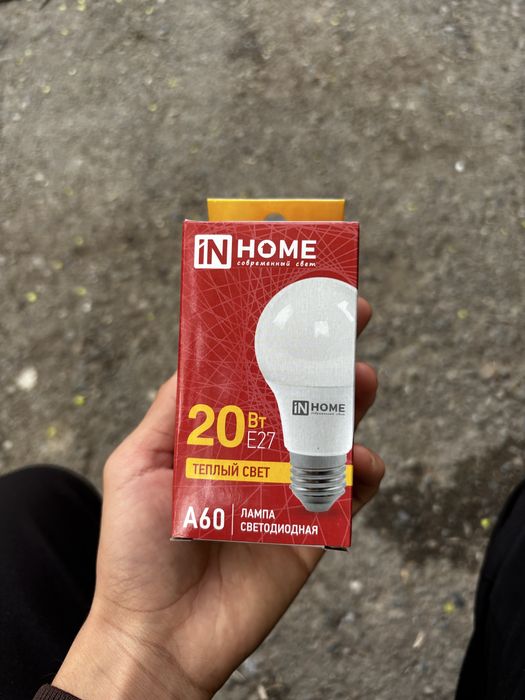 iN HOME
современный свет
iN HOME
20 Вт
E27
ТЕПЛЫЙ СВЕТ
A60
ЛАМПА
СВЕТОДИОДНАЯ